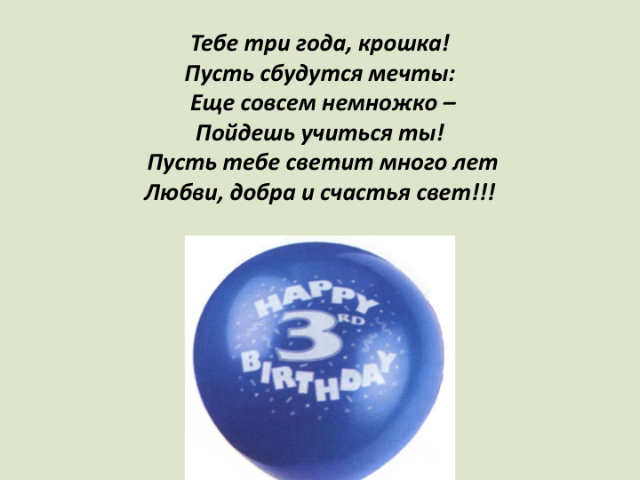 Тебе три года, крошка!
Пусть сбудутся мечты:
Еще совсем немножко –
Пойдешь учиться ты!
Пусть тебе светит много лет
Любви, добра и счастья свет!!!
HAPPY
3RD
BIRTHDAY